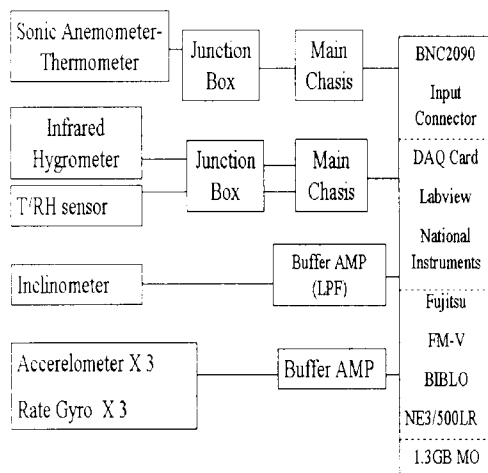 Sonic Anemometer-
Thermometer
Junction
Box
Main
Chasis
Infrared
Hygrometer
T/RH sensor
Junction
Box
Main
Chasis
Inclinometer
Buffer AMP
(LPF)
Accerelometer X 3
Rate Gyro X 3
Buffer AMP
BNC2090
Input
Connector
DAQ Card
Labview
National
Instruments
Fujitsu
FM-V
BIBLO
NE3/500LR
1.3GB MO